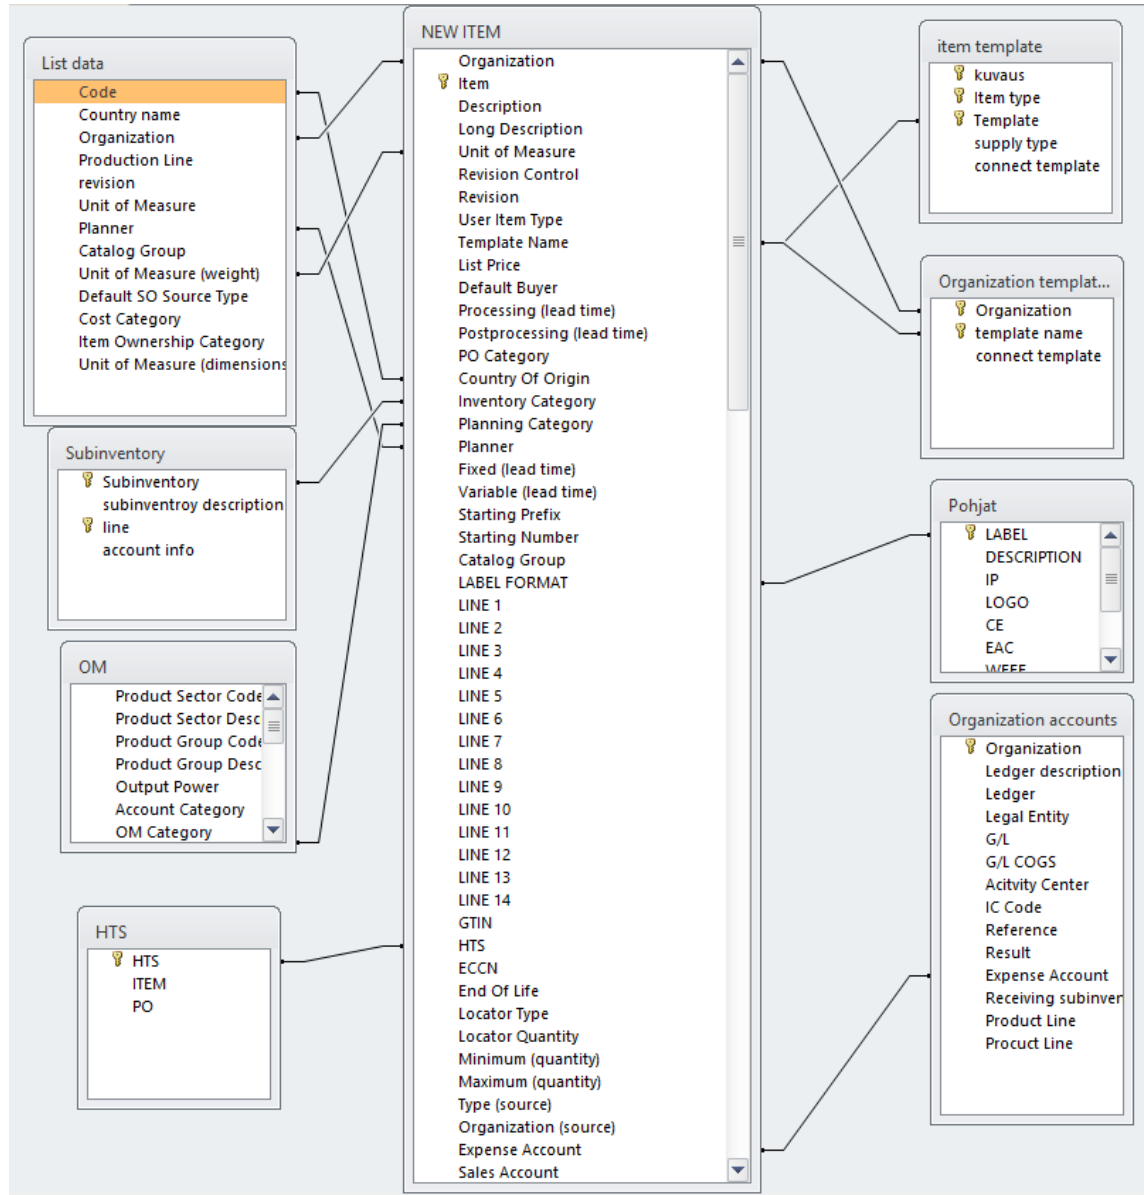 List data
Code
Country name
Organization
Production Line
revision
Unit of Measure
Planner
Catalog Group
Unit of Measure (weight)
Default SO Source Type
Cost Category
Item Ownership Category
Unit of Measure (dimensions
Subinventory
Subinventory
subinventroy description
line
account info
OM
Product Sector Code
Product Sector Desc
Product Group Code
Product Group Desc
Output Power
Account Category
OM Category
HTS
HTS
ITEM
PO
NEW ITEM
Organization
Item
Description
Long Description
Unit of Measure
Revision Control
Revision
User Item Type
Template Name
List Price
Default Buyer
Processing (lead time)
Postprocessing (lead time)
PO Category
Country Of Origin
Inventory Category
Planning Category
Planner
Fixed (lead time)
Variable (lead time)
Starting Prefix
Starting Number
Catalog Group
LABEL FORMAT
LINE 1
LINE 2
LINE 3
LINE 4
LINE 5
LINE 6
LINE 7
LINE 8
LINE 9
LINE 10
LINE 11
LINE 12
LINE 13
LINE 14
GTIN
HTS
ECCN
End Of Life
Locator Type
Locator Quantity
Minimum (quantity)
Maximum (quantity)
Type (source)
Organization (source)
Expense Account
Sales Account
item template
kuvaus
Item type
Template
supply type
connect template
Organization templat...
Organization
template name
connect template
Pohjat
LABEL
DESCRIPTION
IP
LOGO
CE
EAC
WEEE
Organization accounts
Organization
Ledger description
Ledger
Legal Entity
G/L
G/L COGS
Acitvity Center
IC Code
Reference
Result
Expense Account
Receiving subinver
Product Line
Procuct Line